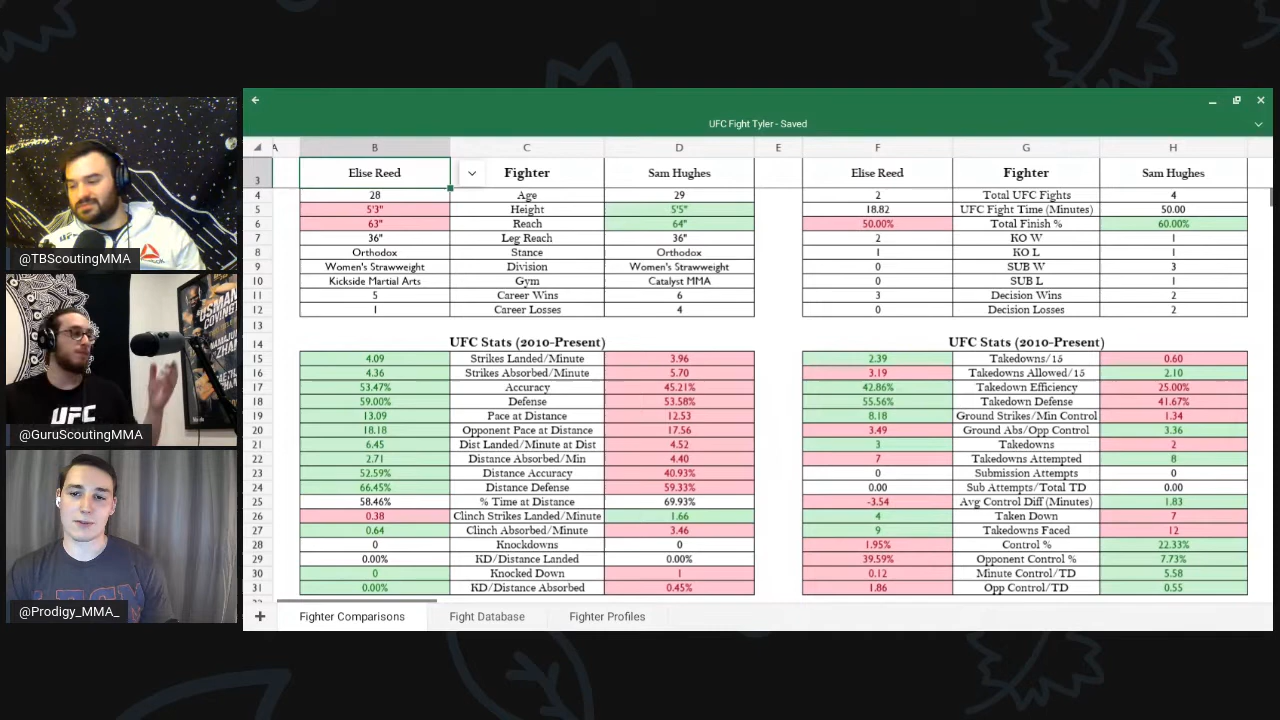 UFC Fight Tyler - Saved
A B C D E F G H
3 Elise Reed Fighter Sam Hughes Elise Reed Fighter Sam Hughes
4 28 Age 29 2 Total UFC Fights 4
5 5'3" Height 5'5" 18.82 UFC Fight Time (Minutes) 50.00
6 63" Reach 64" 50.00% Total Finish % 60.00%
7 36" Leg Reach 36" 2 KO W 1
8 Orthodox Stance Orthodox 1 KO L 1
9 Women's Strawweight Division Women's Strawweight 0 SUB W 3
10 Kickside Martial Arts Gym Catalyst MMA 0 SUB L 1
11 5 Career Wins 6 3 Decision Wins 2
12 1 Career Losses 4 0 Decision Losses 2
13
14 UFC Stats (2010-Present) UFC Stats (2010-Present)
15 4.09 Strikes Landed/Minute 3.96 2.39 Takedowns/15 0.60
16 4.36 Strikes Absorbed/Minute 5.70 3.19 Takedowns Allowed/15 2.10
17 53.47% Accuracy 45.21% 42.86% Takedown Efficiency 25.00%
18 59.00% Defense 53.58% 55.56% Takedown Defense 41.67%
19 13.09 Pace at Distance 12.53 8.18 Ground Strikes/Min Control 1.34
20 18.18 Opponent Pace at Distance 17.56 3.49 Ground Abs/Opp Control 3.36
21 6.45 Dist Landed/Minute at Dist 4.52 3 Takedowns 2
22 2.71 Distance Absorbed/Min 4.40 7 Takedowns Attempted 8
23 52.59% Distance Accuracy 40.93% 0 Submission Attempts 0
24 66.45% Distance Defense 59.33% 0.00 Sub Attempts/Total TD 0.00
25 58.46% % Time at Distance 69.93% -3.54 Avg Control Diff (Minutes) 1.83
26 0.38 Clinch Strikes Landed/Minute 1.66 4 Taken Down 7
27 0.64 Clinch Absorbed/Minute 3.46 9 Takedowns Faced 12
28 0 Knockdowns 0 1.95% Control % 22.33%
29 0.00% KD/Distance Landed 0.00% 39.59% Opponent Control % 7.73%
30 0 Knocked Down 1 0.12 Minute Control/TD 5.58
31 0.00% KD/Distance Absorbed 0.45% 1.86 Opp Control/TD 0.55
Fighter Comparisons Fight Database Fighter Profiles
@TBScoutingMMA
UFC
@GuruScoutingMMA
USMAN
@Prodigy_MMA_